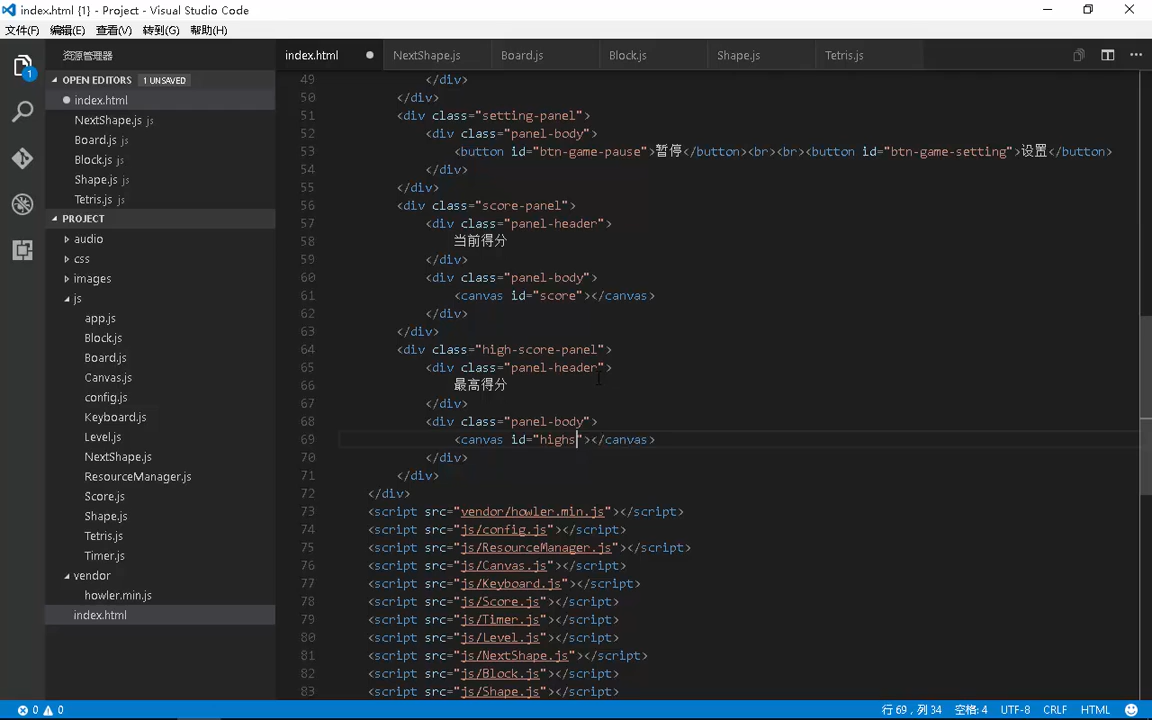 index.html {1} - Project - Visual Studio Code
文件(F) 编辑(E) 查看(V) 转到(G) 帮助(H)
资源管理器
OPEN EDITORS 1 UNSAVED
index.html
NextShape.js js
Board.js js
Block.js js
Shape.js js
Tetris.js js
PROJECT
audio
css
images
js
app.js
Block.js
Board.js
Canvas.js
config.js
Keyboard.js
Level.js
NextShape.js
ResourceManager.js
Score.js
Shape.js
Tetris.js
Timer.js
vendor
howler.min.js
index.html
1
index.html NextShape.js Board.js Block.js Shape.js Tetris.js
49 </div>
50 </div>
51 <div class="setting-panel">
52 <div class="panel-body">
53 <button id="btn-game-pause">暂停</button><br><br><button id="btn-game-setting">设置</button>
54 </div>
55 </div>
56 <div class="score-panel">
57 <div class="panel-header">
58 当前得分
59 </div>
60 <div class="panel-body">
61 <canvas id="score"></canvas>
62 </div>
63 </div>
64 <div class="high-score-panel">
65 <div class="panel-header">
66 最高得分
67 </div>
68 <div class="panel-body">
69 <canvas id="highs"></canvas>
70 </div>
71 </div>
72 </div>
73 <script src="vendor/howler.min.js"></script>
74 <script src="js/config.js"></script>
75 <script src="js/ResourceManager.js"></script>
76 <script src="js/Canvas.js"></script>
77 <script src="js/Keyboard.js"></script>
78 <script src="js/Score.js"></script>
79 <script src="js/Timer.js"></script>
80 <script src="js/Level.js"></script>
81 <script src="js/NextShape.js"></script>
82 <script src="js/Block.js"></script>
83 <script src="js/Shape.js"></script>
0 0 行 69，列 34 空格: 4 UTF-8 CRLF HTML